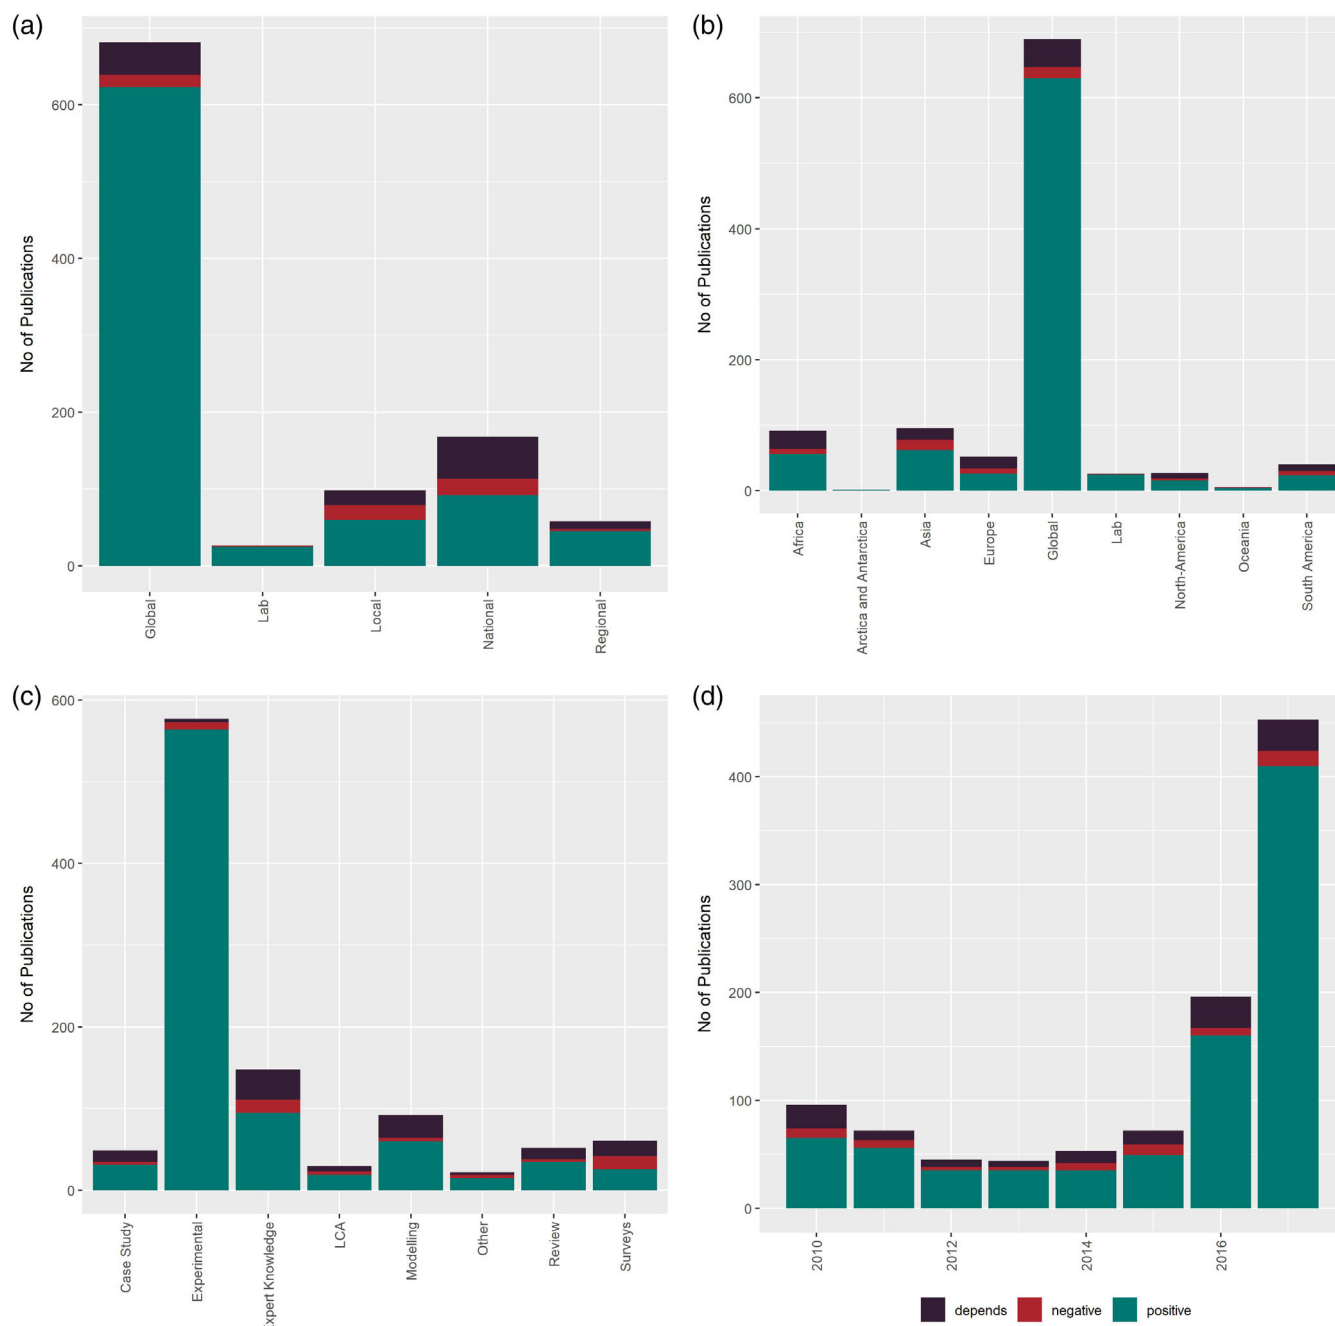 (a)
No of Publications
600
400
200
0
Global
Lab
Local
National
Regional
(b)
No of Publications
600
400
200
0
Africa
Arctica and Antarctica
Asia
Europe
Global
Lab
North-America
Oceania
South America
(c)
No of Publications
600
400
200
0
Case Study
Experimental
xpert Knowledge
LCA
Modelling
Other
Review
Surveys
(d)
No of Publications
400
300
200
100
0
2010
2012
2014
2016
depends negative positive